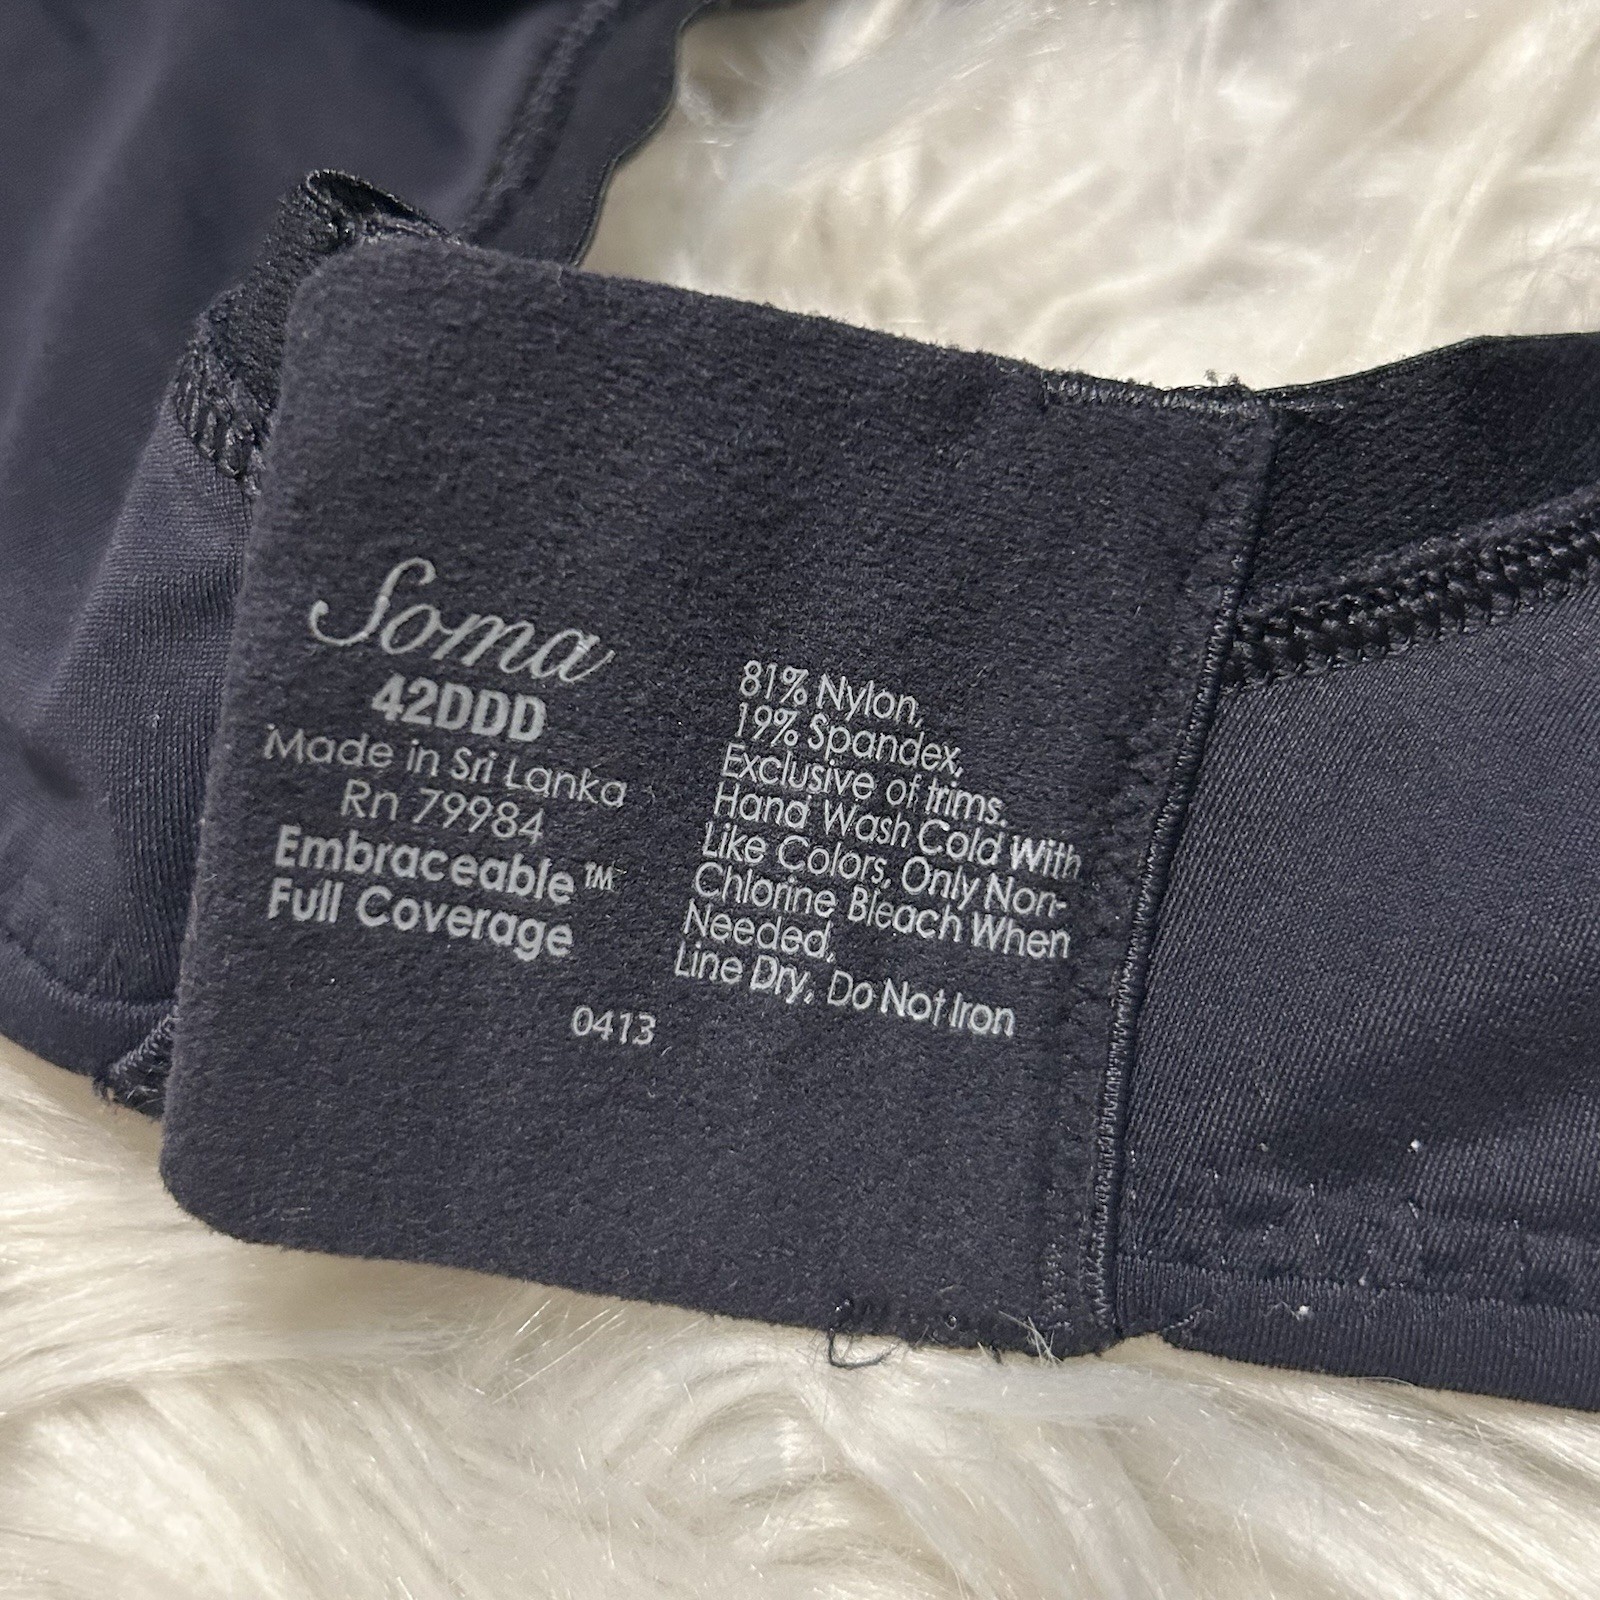 Soma
42DDD
Made in Sri Lanka
Rn 79984
Embraceable™
Full Coverage
0413
81% Nylon,
19% Spandex,
Exclusive of trims.
Hand Wash Cold With
Like Colors, Only Non-
Chlorine Bleach When
Needed,
Line Dry, Do Not Iron